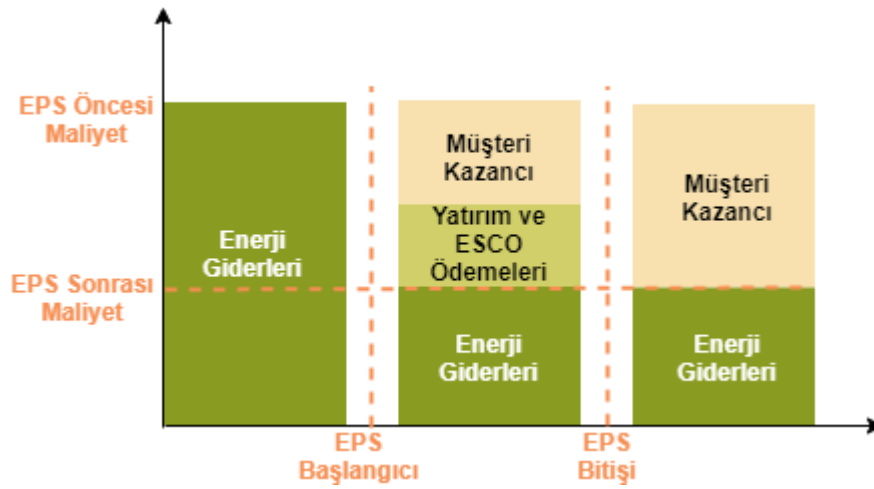 EPS Öncesi
Maliyet
EPS Sonrası
Maliyet
Enerji
Giderleri
Müşteri
Kazancı
Yatırım ve
ESCO
Ödemeleri
Enerji
Giderleri
Müşteri
Kazancı
Enerji
Giderleri
EPS
Başlangıcı
EPS
Bitişi